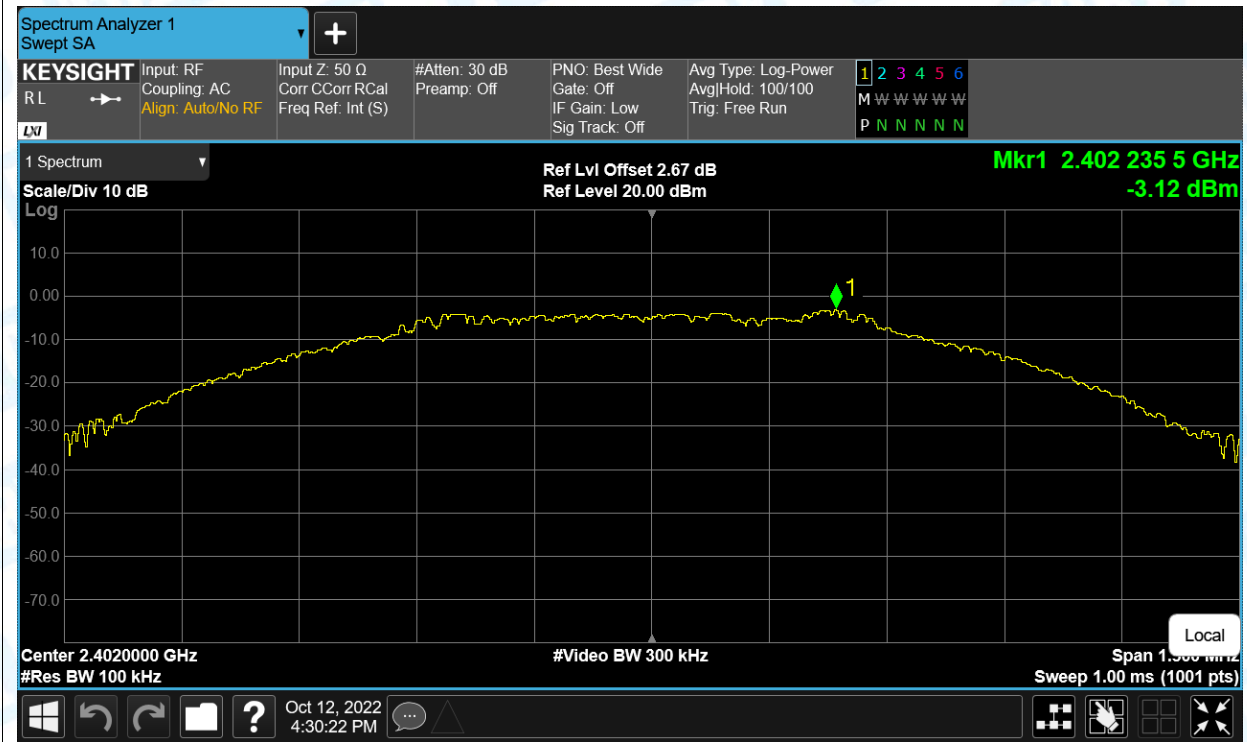 Spectrum Analyzer 1
Swept SA
KEYSIGHT
R L
LXI
Input: RF
Coupling: AC
Align: Auto/No RF
Input Z: 50 Ω
Corr CCorr RCal
Freq Ref: Int (S)
#Atten: 30 dB
Preamp: Off
PNO: Best Wide
Gate: Off
IF Gain: Low
Sig Track: Off
Avg Type: Log-Power
Avg|Hold: 100/100
Trig: Free Run
1 2 3 4 5 6
M W W W W W W
P N N N N N
1 Spectrum
Scale/Div 10 dB
Log
Ref Lvl Offset 2.67 dB
Ref Level 20.00 dBm
Mkr1 2.402 235 5 GHz
-3.12 dBm
10.0
0.00
-10.0
-20.0
-30.0
-40.0
-50.0
-60.0
-70.0
1
Local
Center 2.4020000 GHz
#Res BW 100 kHz
#Video BW 300 kHz
Span 1.500 MHz
Sweep 1.00 ms (1001 pts)
?
Oct 12, 2022
4:30:22 PM